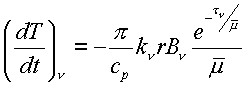 (dT/dt)_ν = −(π/c_p) k_ν r B_ν (e^(−τ_ν/μ̅))/μ̅